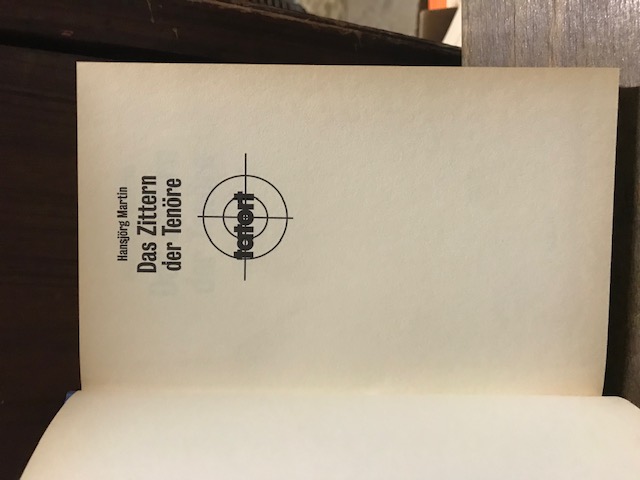 Hansjörg Martin
Das Zittern
der Tenöre
tatort